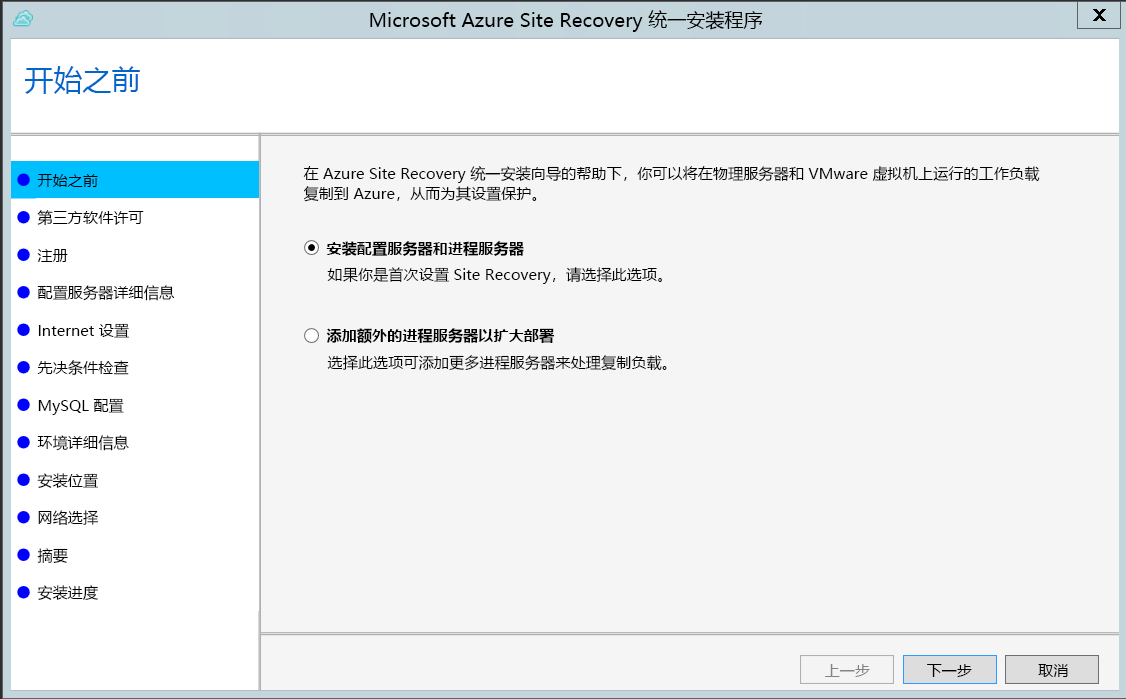 Microsoft Azure Site Recovery 统一安装程序
X
开始之前
开始之前
第三方软件许可
注册
配置服务器详细信息
Internet 设置
先决条件检查
MySQL 配置
环境详细信息
安装位置
网络选择
摘要
安装进度
在 Azure Site Recovery 统一安装向导的帮助下，你可以将在物理服务器和 VMware 虚拟机上运行的工作负载
复制到 Azure，从而为其设置保护。
安装配置服务器和进程服务器
如果你是首次设置 Site Recovery，请选择此选项。
添加额外的进程服务器以扩大部署
选择此选项可添加更多进程服务器来处理复制负载。
上一步
下一步
取消